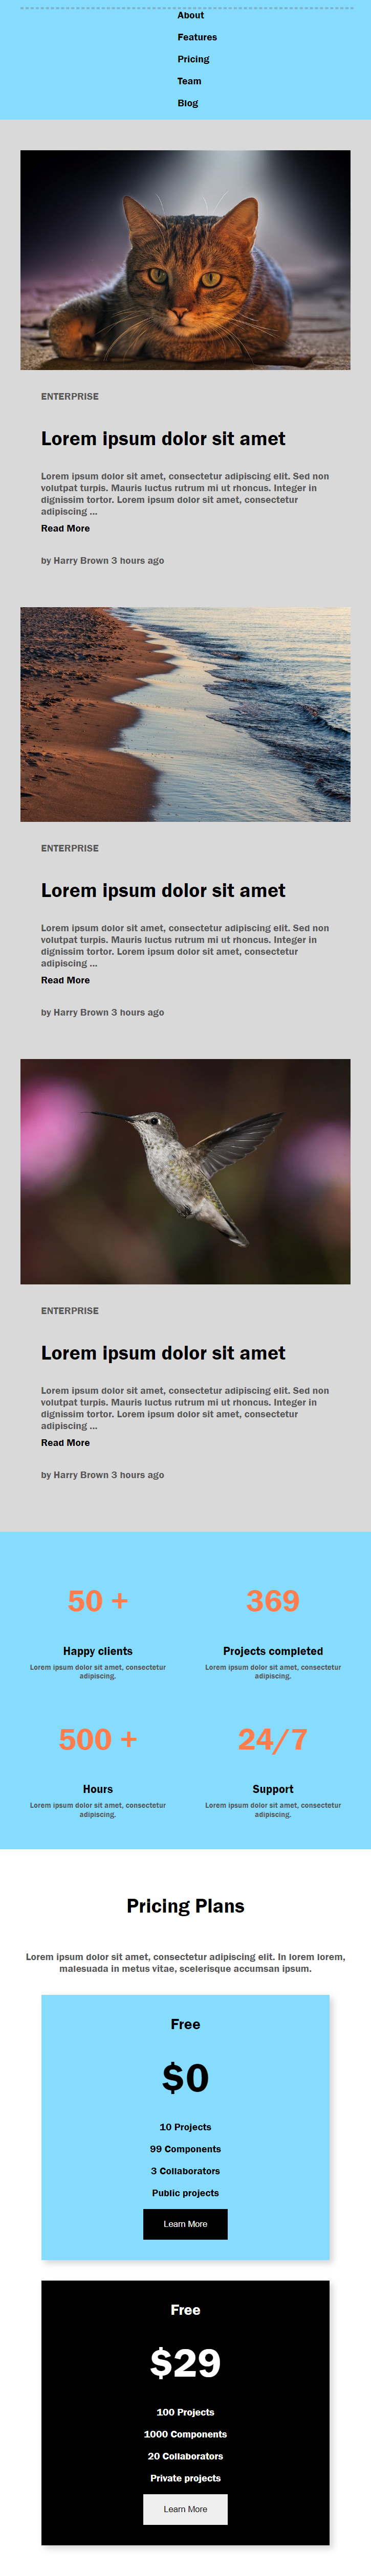 About
Features
Pricing
Team
Blog
ENTERPRISE
Lorem ipsum dolor sit amet
Lorem ipsum dolor sit amet, consectetur adipiscing elit. Sed non
volutpat turpis. Mauris luctus rutrum mi ut rhoncus. Integer in
dignissim tortor. Lorem ipsum dolor sit amet, consectetur
adipiscing ...
Read More
by Harry Brown 3 hours ago
ENTERPRISE
Lorem ipsum dolor sit amet
Lorem ipsum dolor sit amet, consectetur adipiscing elit. Sed non
volutpat turpis. Mauris luctus rutrum mi ut rhoncus. Integer in
dignissim tortor. Lorem ipsum dolor sit amet, consectetur
adipiscing ...
Read More
by Harry Brown 3 hours ago
ENTERPRISE
Lorem ipsum dolor sit amet
Lorem ipsum dolor sit amet, consectetur adipiscing elit. Sed non
volutpat turpis. Mauris luctus rutrum mi ut rhoncus. Integer in
dignissim tortor. Lorem ipsum dolor sit amet, consectetur
adipiscing ...
Read More
by Harry Brown 3 hours ago
50 +
Happy clients
Lorem ipsum dolor sit amet, consectetur
adipiscing.
369
Projects completed
Lorem ipsum dolor sit amet, consectetur
adipiscing.
500 +
Hours
Lorem ipsum dolor sit amet, consectetur
adipiscing.
24/7
Support
Lorem ipsum dolor sit amet, consectetur
adipiscing.
Pricing Plans
Lorem ipsum dolor sit amet, consectetur adipiscing elit. In lorem lorem,
malesuada in metus vitae, scelerisque accumsan ipsum.
Free
$0
10 Projects
99 Components
3 Collaborators
Public projects
Learn More
Free
$29
100 Projects
1000 Components
20 Collaborators
Private projects
Learn More